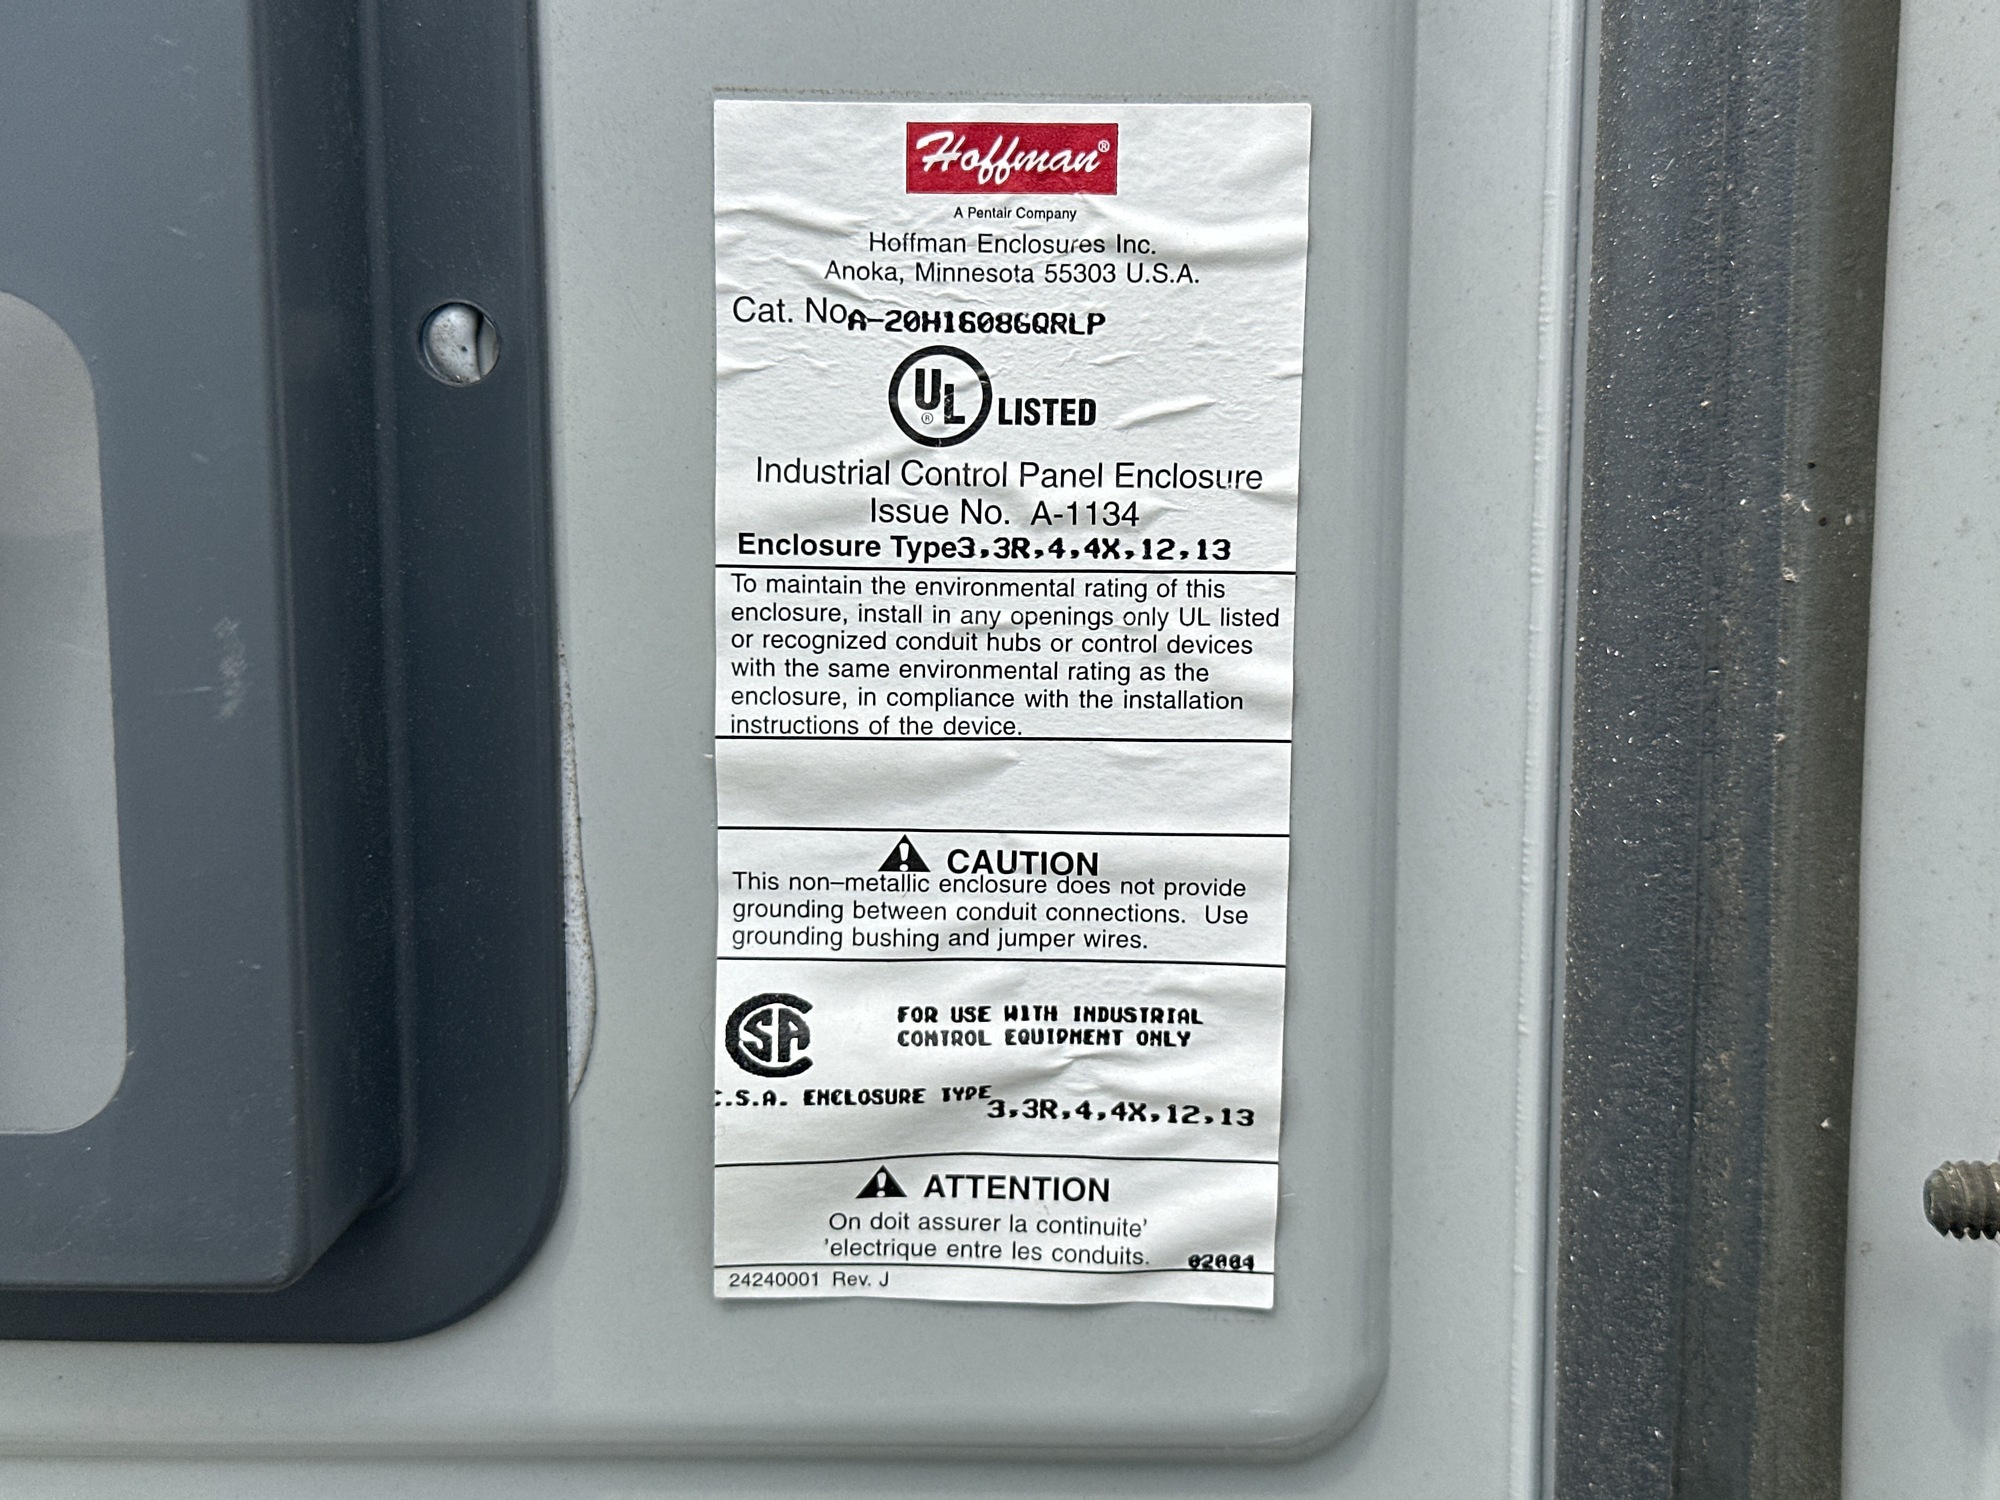 Hoffman®
A Pentair Company
Hoffman Enclosures Inc.
Anoka, Minnesota 55303 U.S.A.
Cat. No. A-20H1608GQRLP
UL® LISTED
Industrial Control Panel Enclosure
Issue No. A-1134
Enclosure Type 3,3R,4,4X,12,13
To maintain the environmental rating of this
enclosure, install in any openings only UL listed
or recognized conduit hubs or control devices
with the same environmental rating as the
enclosure, in compliance with the installation
instructions of the device.
CAUTION
This non–metallic enclosure does not provide
grounding between conduit connections. Use
grounding bushing and jumper wires.
CSA
FOR USE WITH INDUSTRIAL
CONTROL EQUIPMENT ONLY
C.S.A. ENCLOSURE TYPE 3,3R,4,4X,12,13
ATTENTION
On doit assurer la continuite'
'electrique entre les conduits.
02004
24240001 Rev. J